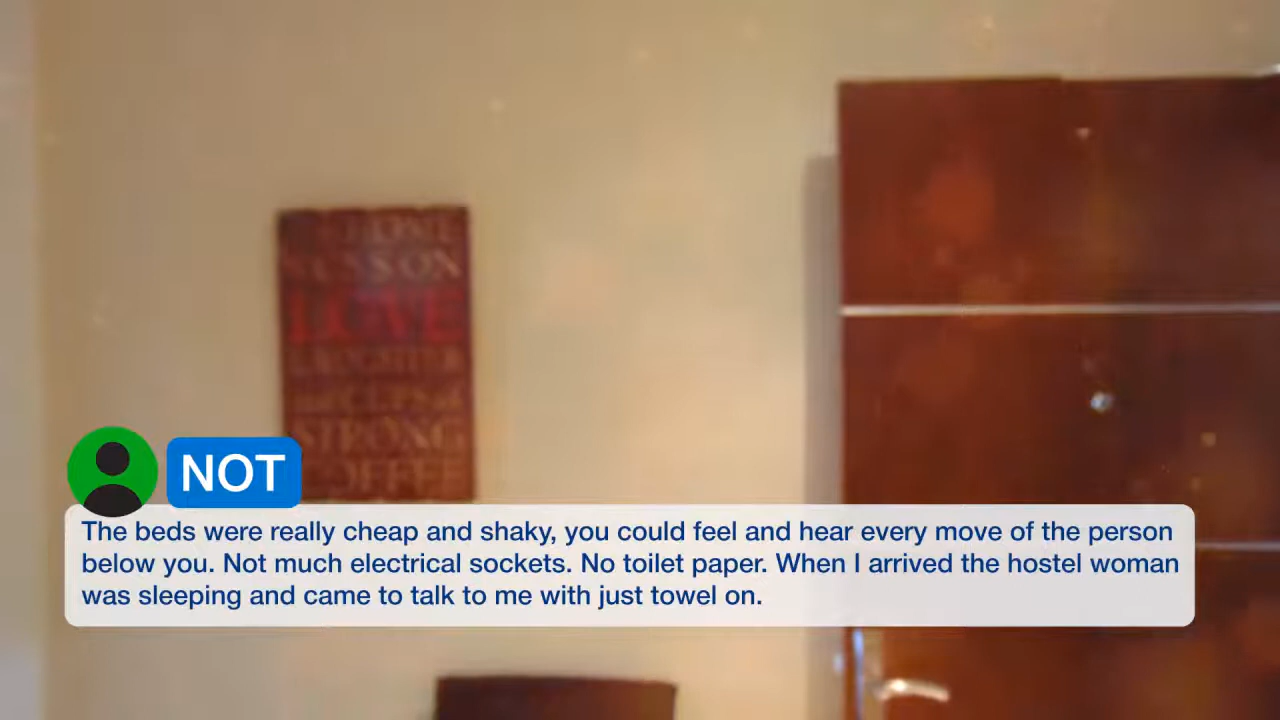 LOVE
STRONG
COFFEE
NOT
The beds were really cheap and shaky, you could feel and hear every move of the person
below you. Not much electrical sockets. No toilet paper. When I arrived the hostel woman
was sleeping and came to talk to me with just towel on.